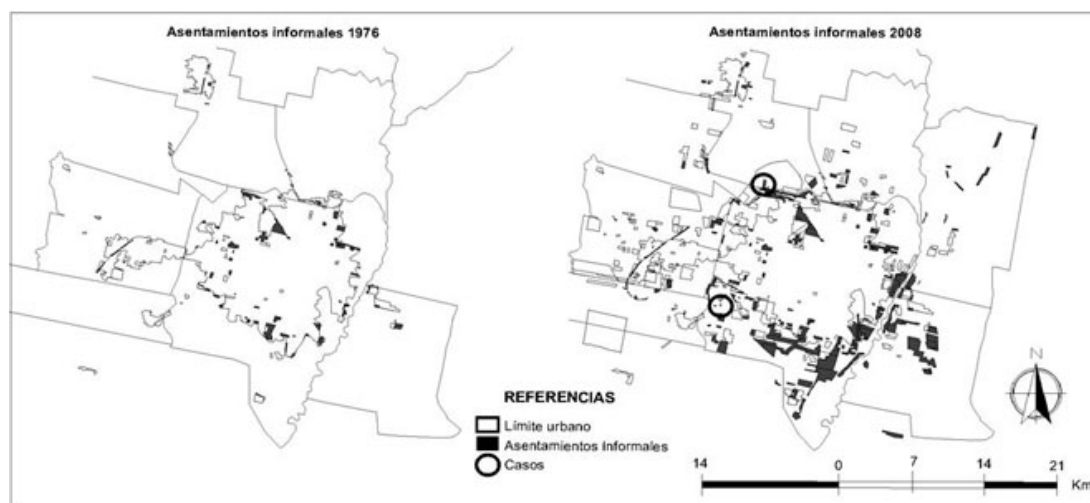 Asentamientos informales 1976
Asentamientos informales 2008
N
REFERENCIAS
Límite urbano
Asentamientos Informales
Casos
14 0 7 14 21
Km